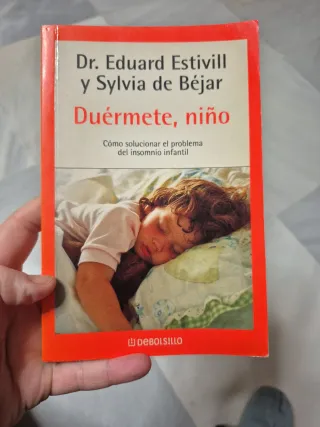 Dr. Eduard Estivill
y Sylvia de Béjar
Duérmete, niño
Cómo solucionar el problema
del insomnio infantil
DEBOLSILLO